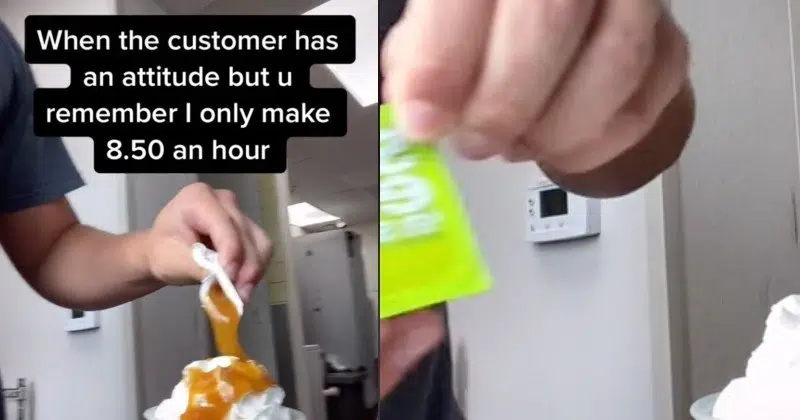 When the customer has
an attitude but u
remember I only make
8.50 an hour